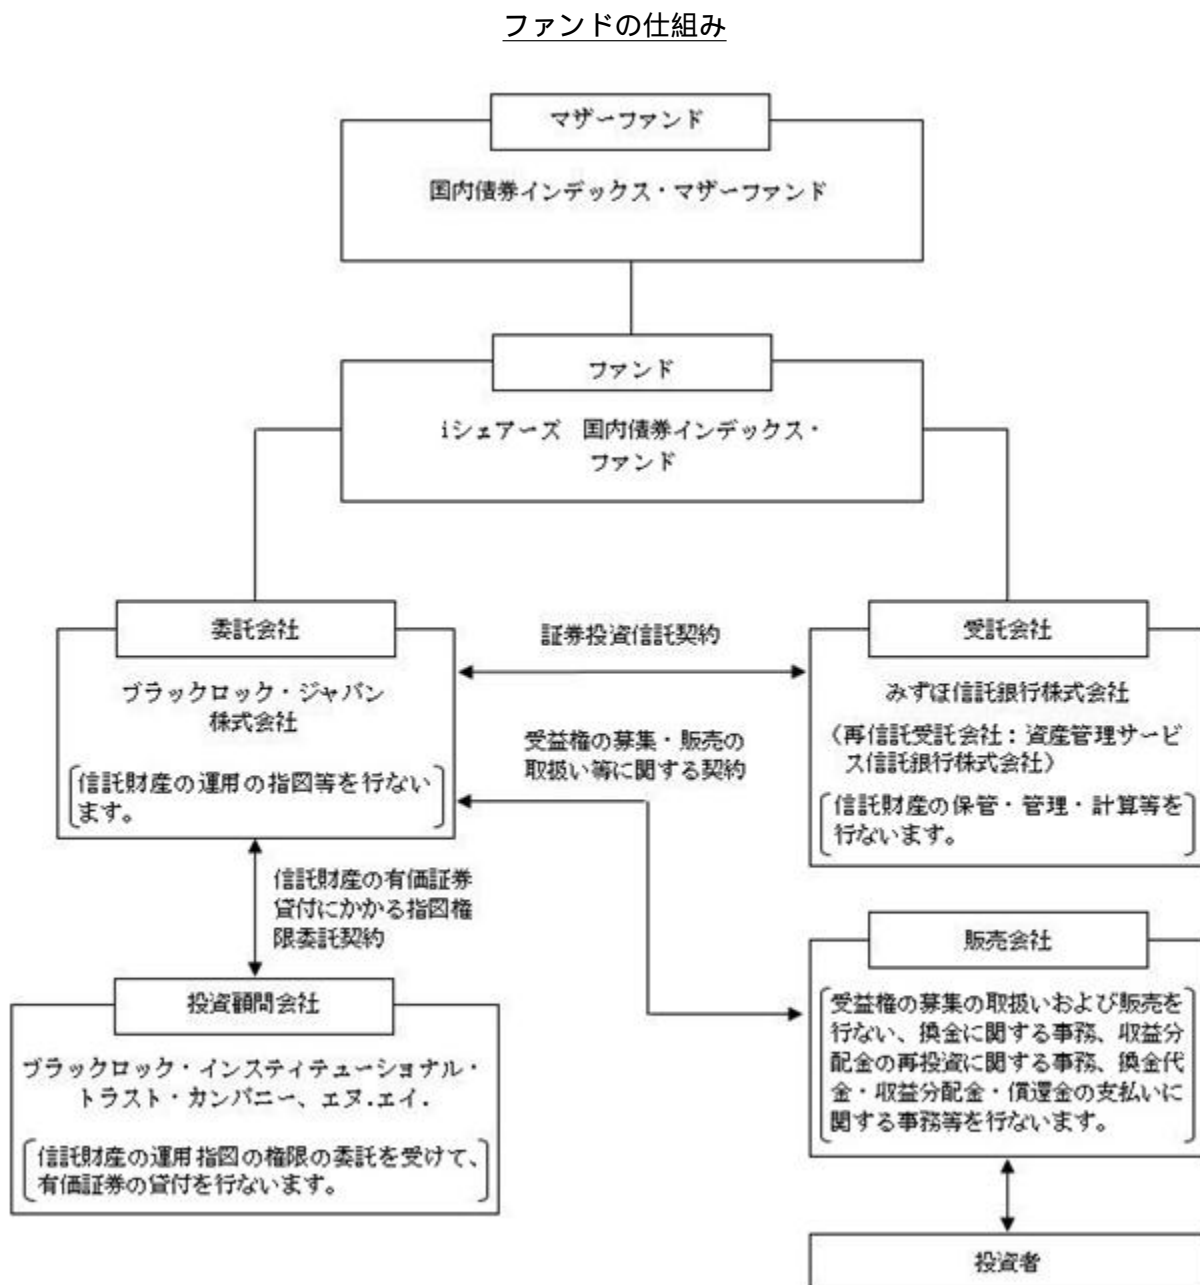 ファンドの仕組み
マザーファンド
国内債券インデックス・マザーファンド
ファンド
iシェアーズ 国内債券インデックス・
ファンド
委託会社
ブラックロック・ジャパン
株式会社
信託財産の運用の指図等を行ない
ます。
証券投資信託契約
受益権の募集・販売の
取扱い等に関する契約
受託会社
みずほ信託銀行株式会社
(再信託受託会社:資産管理サービ
ス信託銀行株式会社)
信託財産の保管・管理・計算等を
行ないます。
信託財産の有価証券
貸付にかかる指図権
限委託契約
投資顧問会社
ブラックロック・インスティテューショナル・
トラスト・カンパニー、エヌ.エイ.
信託財産の運用指図の権限の委託を受けて、
有価証券の貸付を行ないます。
販売会社
受益権の募集の取扱いおよび販売を
行ない、換金に関する事務、収益分
配金の再投資に関する事務、換金代
金・収益分配金・償還金の支払いに
関する事務等を行ないます。
投資者